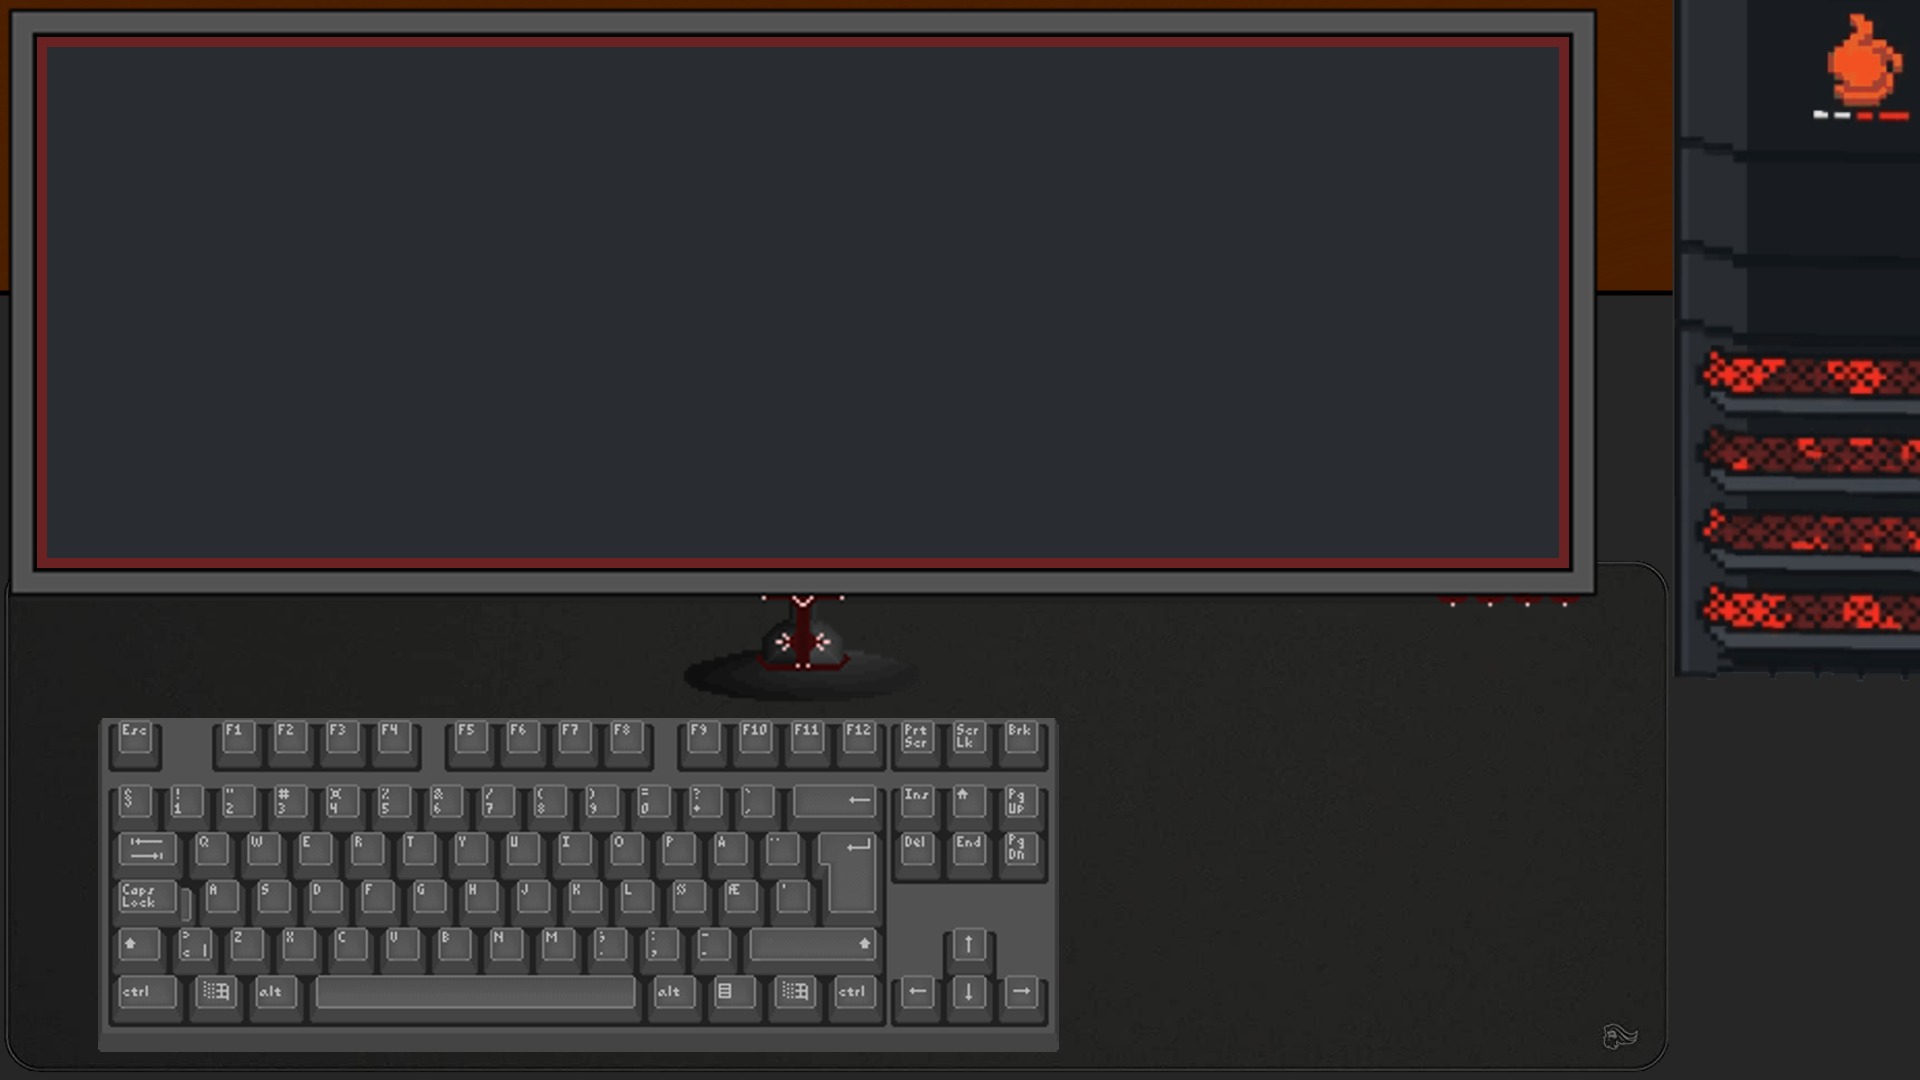 Esc F1 F2 F3 F4 F5 F6 F7 F8 F9 F10 F11 F12 Prt Scr Scr Lk Brk
§ ! 1 " 2 # 3 ¤ 4 % 5 & 6 / 7 ( 8 ) 9 = 0 ? + ` ← Ins Pg Up
Q W E R T Y U I O P Å ¨ Del End Pg Dn
Caps Lock A S D F G H J K L Ø Æ '
> < | Z X C V B N M ; , : . _ - ↑
ctrl alt alt ctrl ← ↓ →